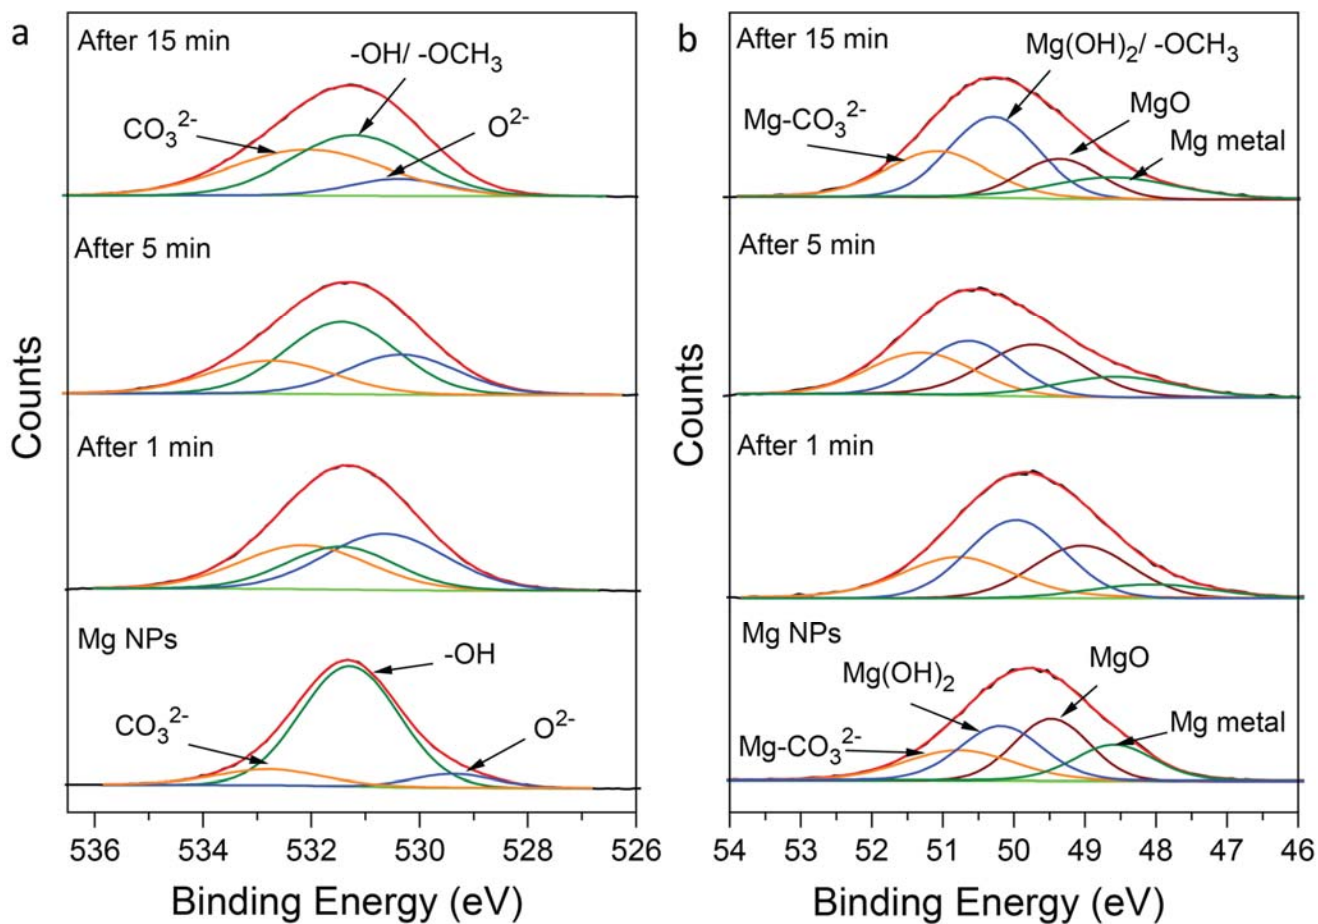 a
After 15 min
-OH/ -OCH₃
CO₃²⁻
O²⁻
After 5 min
After 1 min
Mg NPs
-OH
CO₃²⁻
O²⁻
Counts
536 534 532 530 528 526
Binding Energy (eV)
b
After 15 min
Mg(OH)₂/ -OCH₃
MgO
Mg-CO₃²⁻
Mg metal
After 5 min
After 1 min
Mg NPs
MgO
Mg(OH)₂
Mg metal
Mg-CO₃²⁻
Counts
54 53 52 51 50 49 48 47 46
Binding Energy (eV)